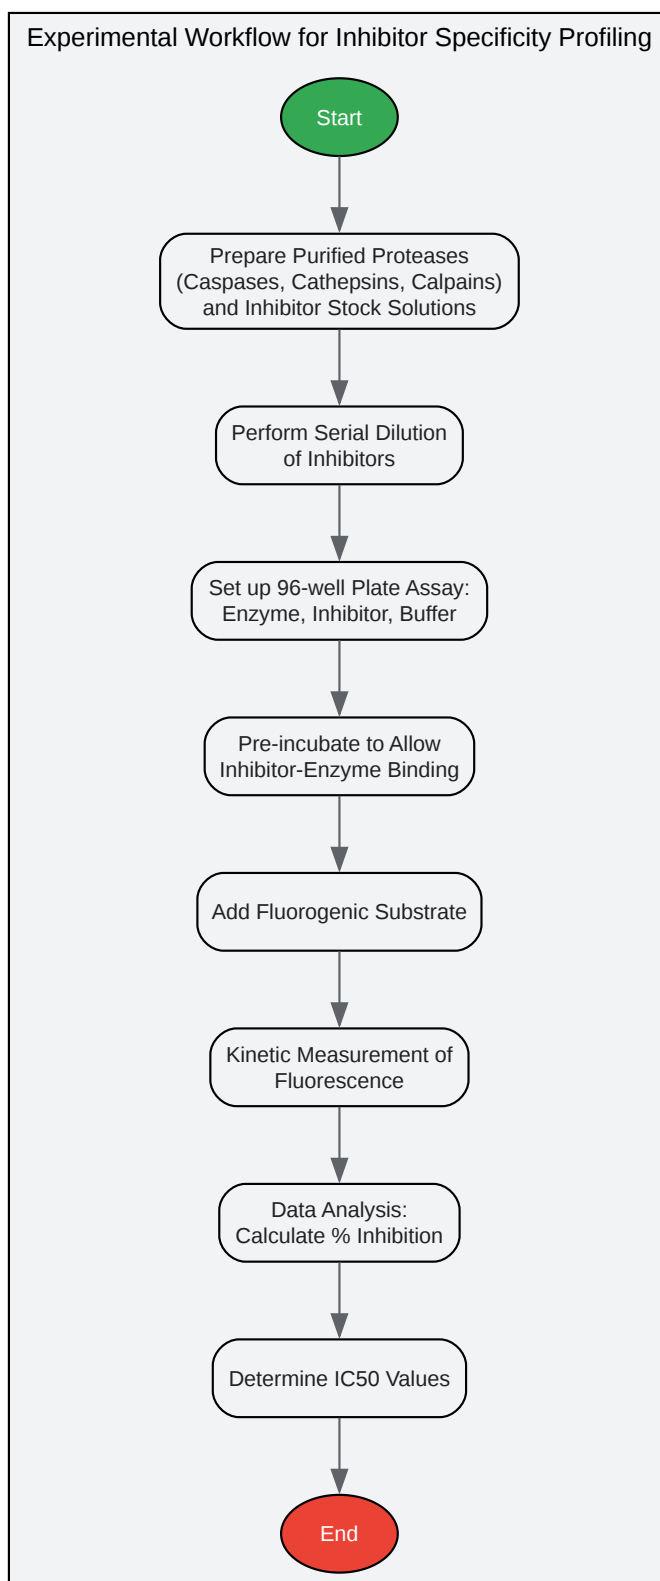 Experimental Workflow for Inhibitor Specificity Profiling
Start
Prepare Purified Proteases
(Caspases, Cathepsins, Calpains)
and Inhibitor Stock Solutions
Perform Serial Dilution
of Inhibitors
Set up 96-well Plate Assay:
Enzyme, Inhibitor, Buffer
Pre-incubate to Allow
Inhibitor-Enzyme Binding
Add Fluorogenic Substrate
Kinetic Measurement of
Fluorescence
Data Analysis:
Calculate % Inhibition
Determine IC50 Values
End